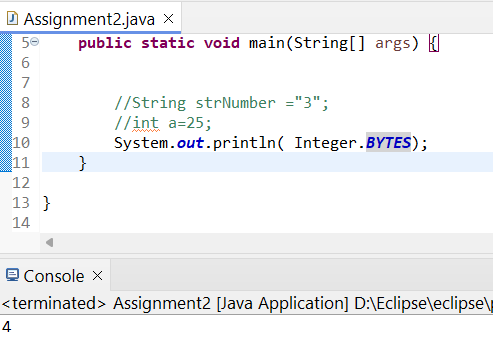 Assignment2.java
5 public static void main(String[] args) {
6
7
8 //String strNumber ="3";
9 //int a=25;
10 System.out.println( Integer.BYTES);
11 }
12
13 }
14
Console
<terminated> Assignment2 [Java Application] D:\Eclipse\eclipse\
4